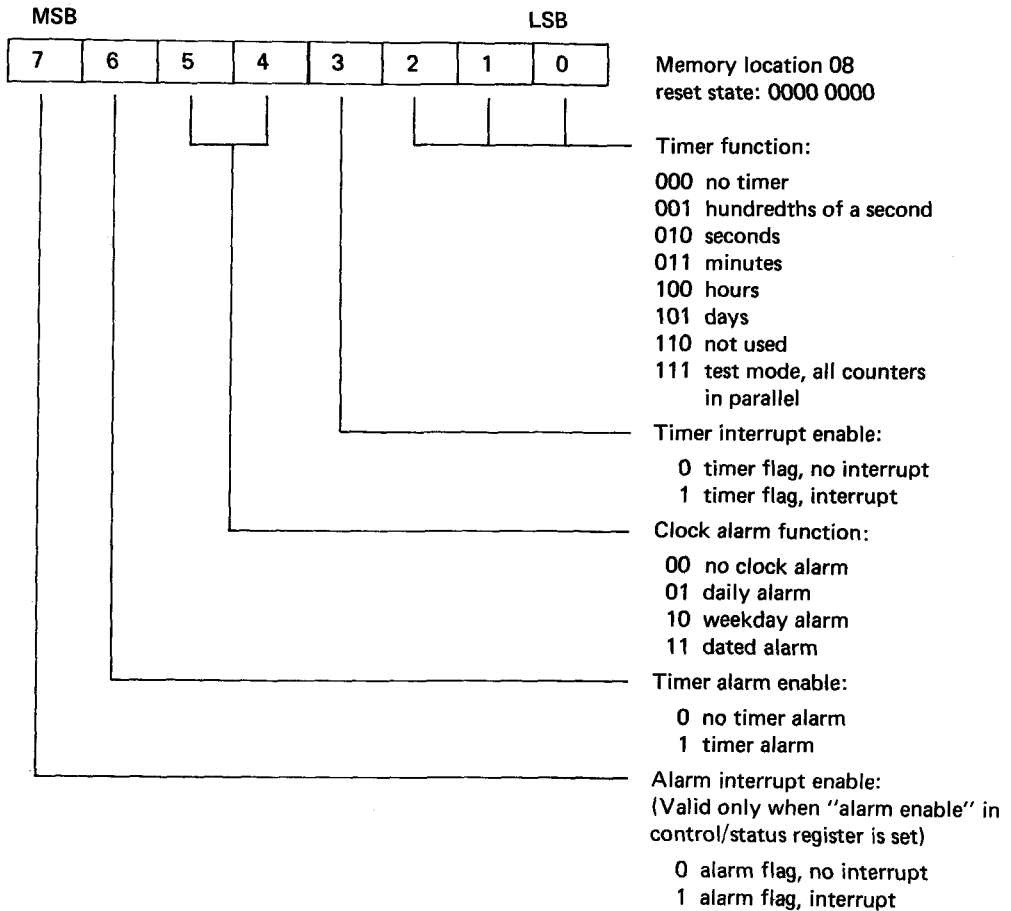 MSB LSB
7 6 5 4 3 2 1 0
Memory location 08
reset state: 0000 0000
Timer function:
000 no timer
001 hundredths of a second
010 seconds
011 minutes
100 hours
101 days
110 not used
111 test mode, all counters
in parallel
Timer interrupt enable:
0 timer flag, no interrupt
1 timer flag, interrupt
Clock alarm function:
00 no clock alarm
01 daily alarm
10 weekday alarm
11 dated alarm
Timer alarm enable:
0 no timer alarm
1 timer alarm
Alarm interrupt enable:
(Valid only when "alarm enable" in
control/status register is set)
0 alarm flag, no interrupt
1 alarm flag, interrupt